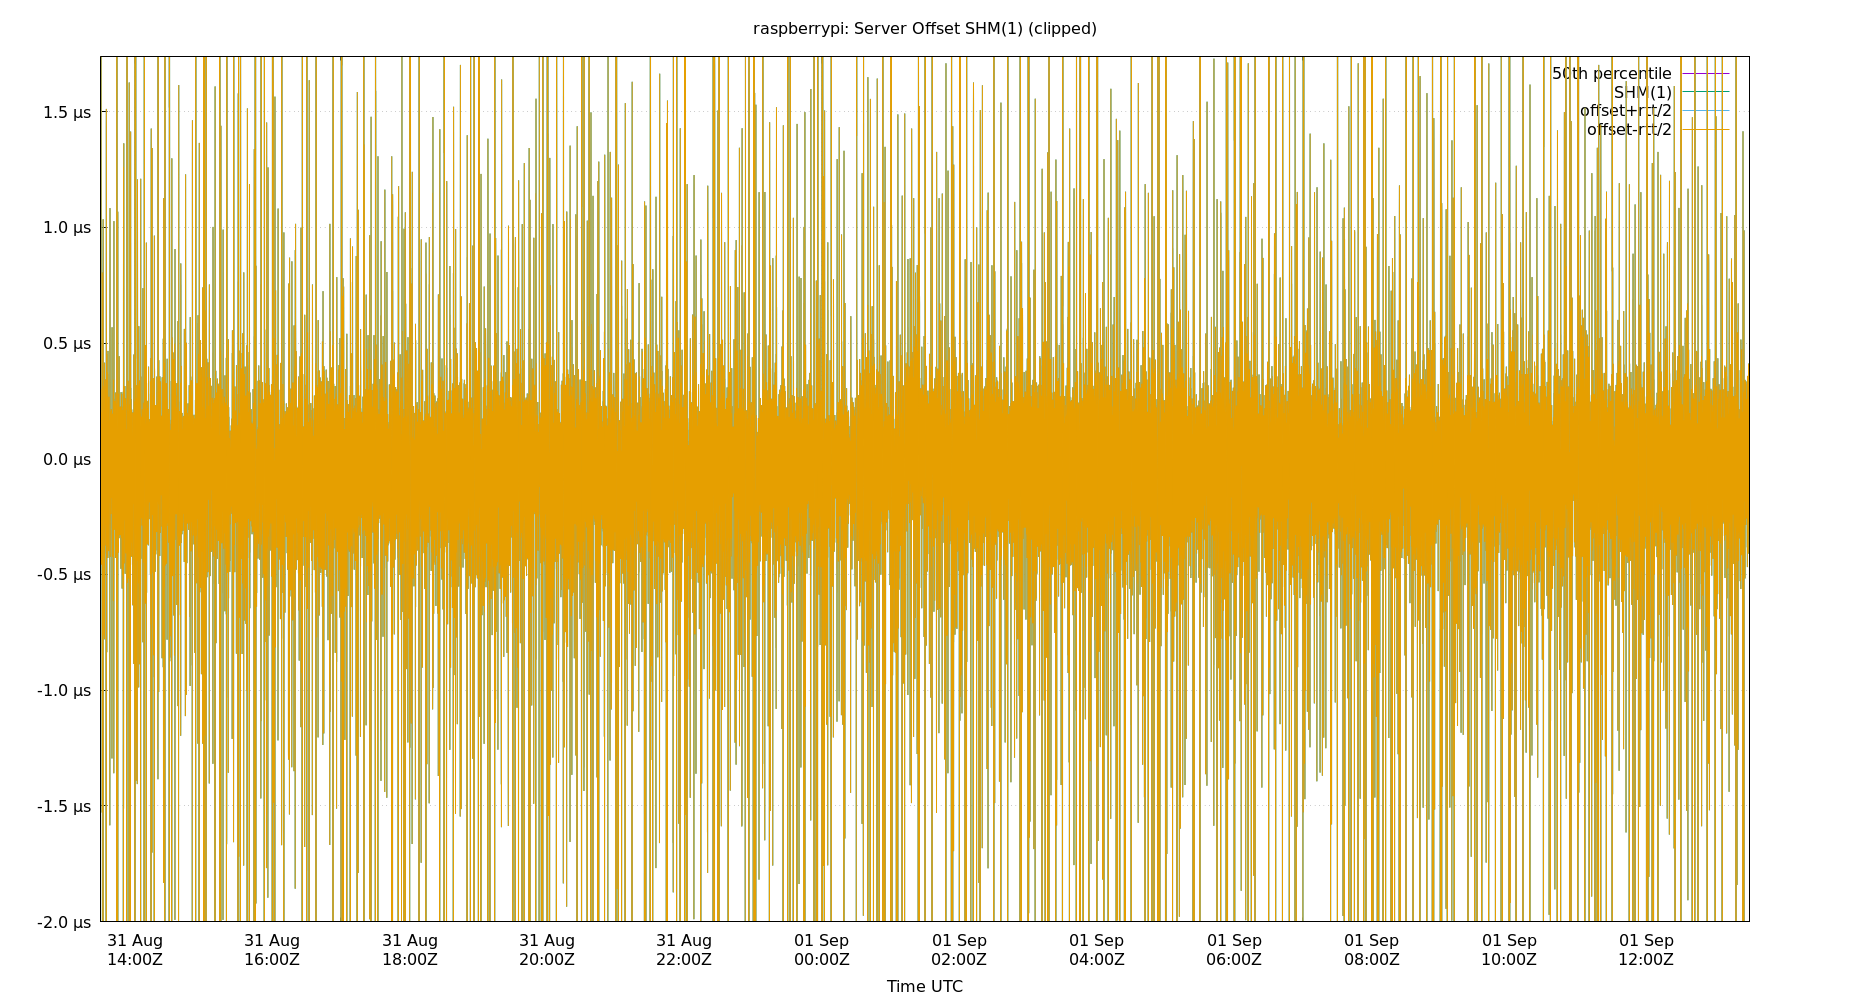 raspberrypi: Server Offset SHM(1) (clipped)
50th percentile
SHM(1)
offset+rtt/2
offset-rtt/2
1.5 µs
1.0 µs
0.5 µs
0.0 µs
-0.5 µs
-1.0 µs
-1.5 µs
-2.0 µs
31 Aug 31 Aug 31 Aug 31 Aug 31 Aug 01 Sep 01 Sep 01 Sep 01 Sep 01 Sep 01 Sep 01 Sep
14:00Z 16:00Z 18:00Z 20:00Z 22:00Z 00:00Z 02:00Z 04:00Z 06:00Z 08:00Z 10:00Z 12:00Z
Time UTC